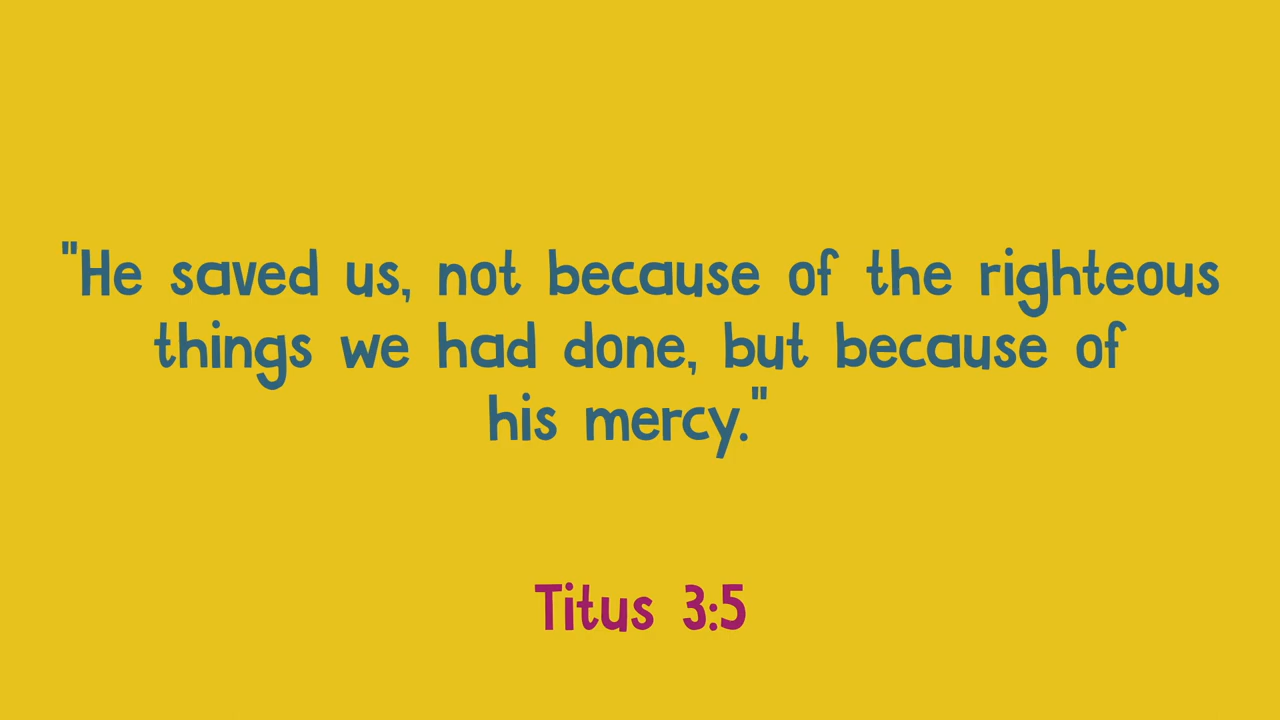 "He saved us, not because of the righteous
things we had done, but because of
his mercy."
Titus 3:5